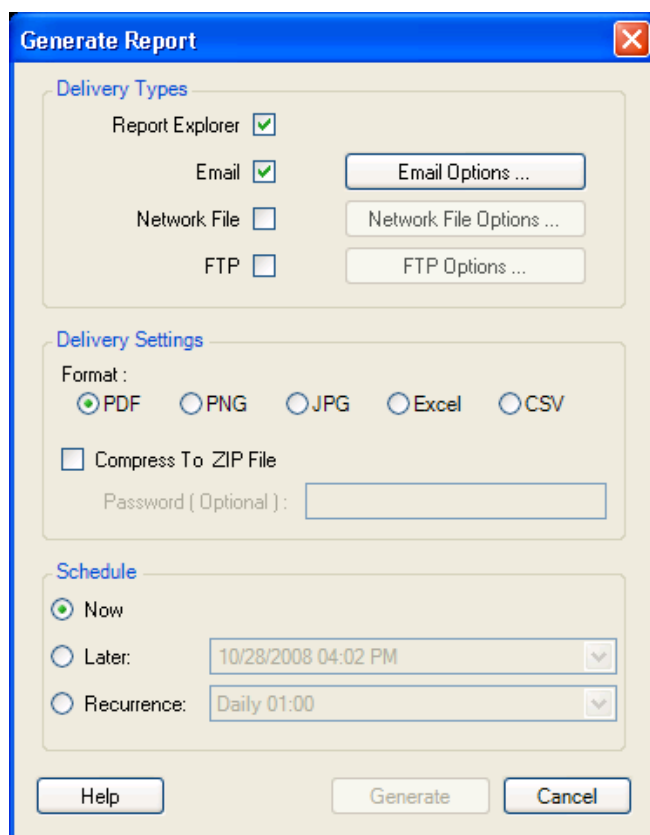 Generate Report
Delivery Types
Report Explorer
Email
Email Options ...
Network File
Network File Options ...
FTP
FTP Options ...
Delivery Settings
Format :
PDF PNG JPG Excel CSV
Compress To ZIP File
Password ( Optional ) :
Schedule
Now
Later: 10/28/2008 04:02 PM
Recurrence: Daily 01:00
Help Generate Cancel